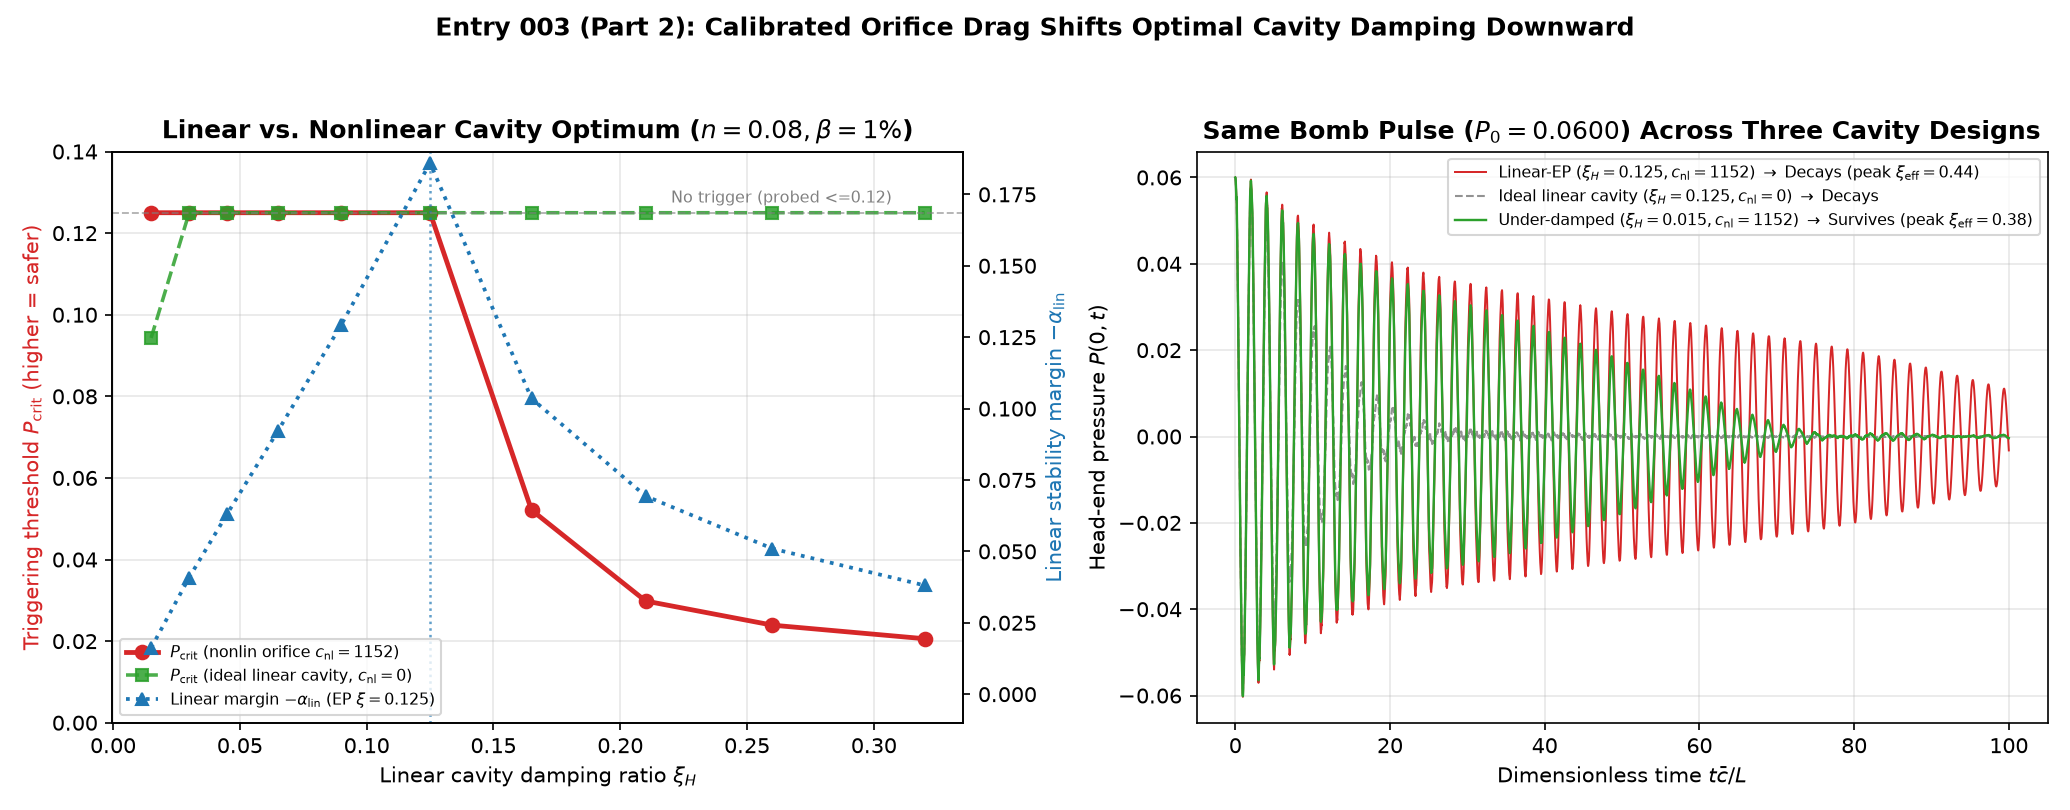 Entry 003 (Part 2): Calibrated Orifice Drag Shifts Optimal Cavity Damping Downward
Linear vs. Nonlinear Cavity Optimum (n = 0.08, β = 1%)
Triggering threshold P_crit (higher = safer)
0.14
0.12
0.10
0.08
0.06
0.04
0.02
0.00
No trigger (probed <=0.12)
P_crit (nonlin orifice c_nl = 1152)
P_crit (ideal linear cavity, c_nl = 0)
Linear margin −α_lin (EP ξ = 0.125)
0.00 0.05 0.10 0.15 0.20 0.25 0.30
Linear cavity damping ratio ξ_H
0.175
0.150
0.125
0.100
0.075
0.050
0.025
0.000
Linear stability margin −α_lin
Same Bomb Pulse (P₀ = 0.0600) Across Three Cavity Designs
Head-end pressure P(0, t)
0.06
0.04
0.02
0.00
−0.02
−0.04
−0.06
Linear-EP (ξ_H = 0.125, c_nl = 1152) → Decays (peak ξ_eff = 0.44)
Ideal linear cavity (ξ_H = 0.125, c_nl = 0) → Decays
Under-damped (ξ_H = 0.015, c_nl = 1152) → Survives (peak ξ_eff = 0.38)
0 20 40 60 80 100
Dimensionless time tc̄/L